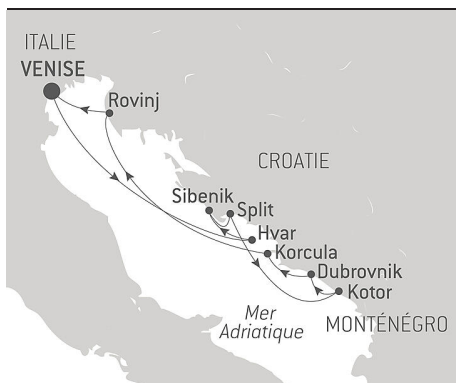 ITALIE
VENISE
Rovinj
CROATIE
Sibenik
Split
Hvar
Korcula
Dubrovnik
Kotor
Mer
Adriatique
MONTÉNÉGRO